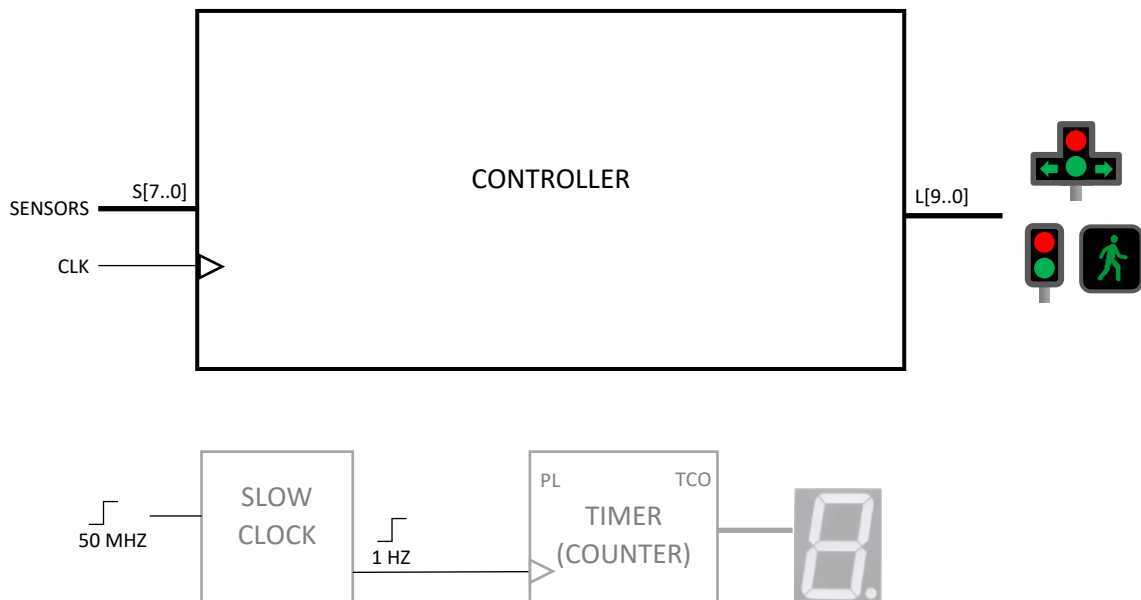 CONTROLLER
S[7..0]
SENSORS
CLK
L[9..0]
SLOW
CLOCK
50 MHZ
1 HZ
PL
TCO
TIMER
(COUNTER)